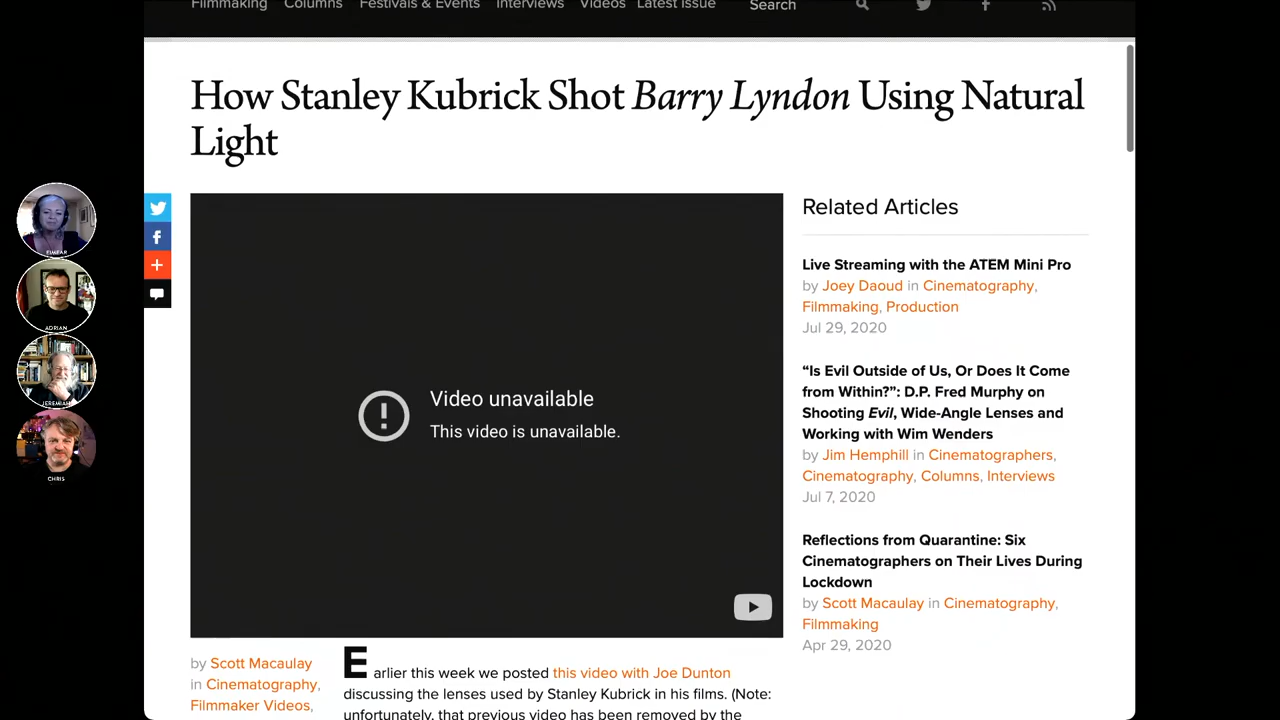 Filmmaking Columns Festivals & Events Interviews Videos Latest Issue Search
How Stanley Kubrick Shot Barry Lyndon Using Natural
Light
Video unavailable
This video is unavailable.
by Scott Macaulay
in Cinematography,
Filmmaker Videos,
Earlier this week we posted this video with Joe Dunton
discussing the lenses used by Stanley Kubrick in his films. (Note:
unfortunately, that previous video has been removed by the
Related Articles
Live Streaming with the ATEM Mini Pro
by Joey Daoud in Cinematography,
Filmmaking, Production
Jul 29, 2020
“Is Evil Outside of Us, Or Does It Come
from Within?”: D.P. Fred Murphy on
Shooting Evil, Wide-Angle Lenses and
Working with Wim Wenders
by Jim Hemphill in Cinematographers,
Cinematography, Columns, Interviews
Jul 7, 2020
Reflections from Quarantine: Six
Cinematographers on Their Lives During
Lockdown
by Scott Macaulay in Cinematography,
Filmmaking
Apr 29, 2020
ADRIAN
JEREMIAH
CHRIS